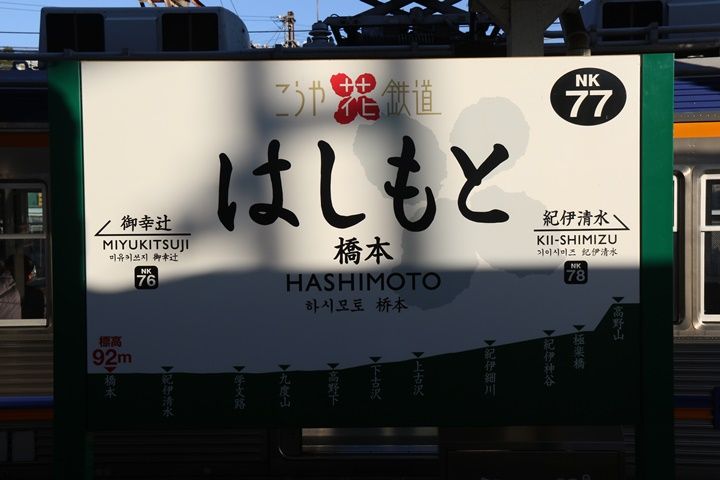 こうや花鉄道
NK
77
はしもと
橋本
HASHIMOTO
하시모토 桥本
御幸辻
MIYUKITSUJI
미유키쓰지 御幸辻
NK
76
紀伊清水
KII-SHIMIZU
기이시미즈 纪伊清水
NK
78
標高
92m
橋本
紀伊清水
学文路
九度山
高野下
下古沢
上古沢
紀伊細川
紀伊神谷
極楽橋
高野山